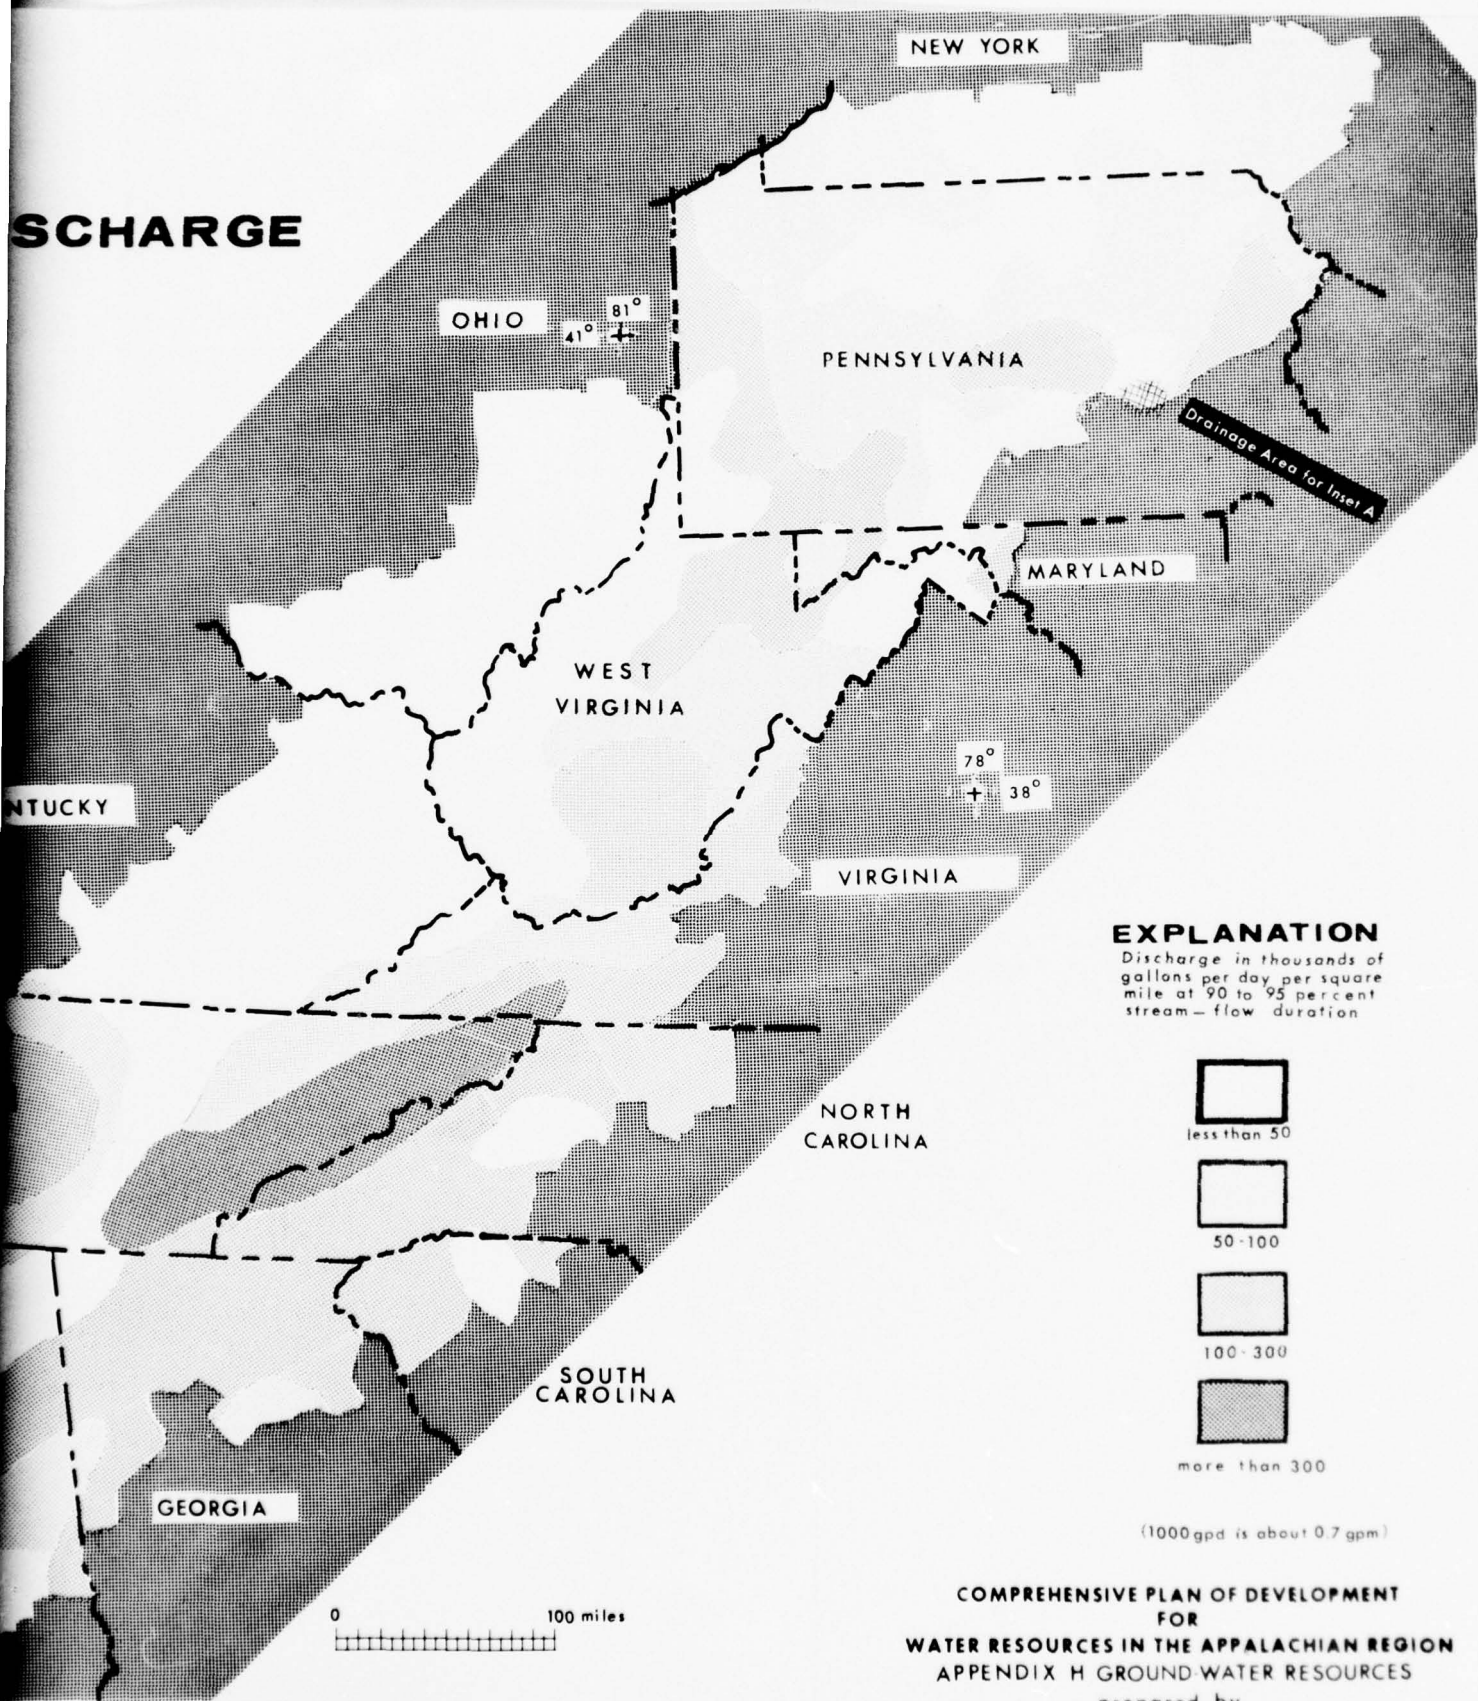 NEW YORK
SCHARGE
81°
OHIO
41°
PENNSYLVANIA
Drainage Area for Inset A
MARYLAND
WEST
VIRGINIA
78°
38°
NTUCKY
VIRGINIA
EXPLANATION
Discharge in thousands of
gallons per day per square
mile at 90 to 95 percent
stream — flow duration
less than 50
NORTH
CAROLINA
50-100
100-300
SOUTH
CAROLINA
more than 300
GEORGIA
(1000 gpd is about 0.7 gpm)
COMPREHENSIVE PLAN OF DEVELOPMENT
FOR
WATER RESOURCES IN THE APPALACHIAN REGION
APPENDIX H GROUND-WATER RESOURCES
prepared by
0 100 miles